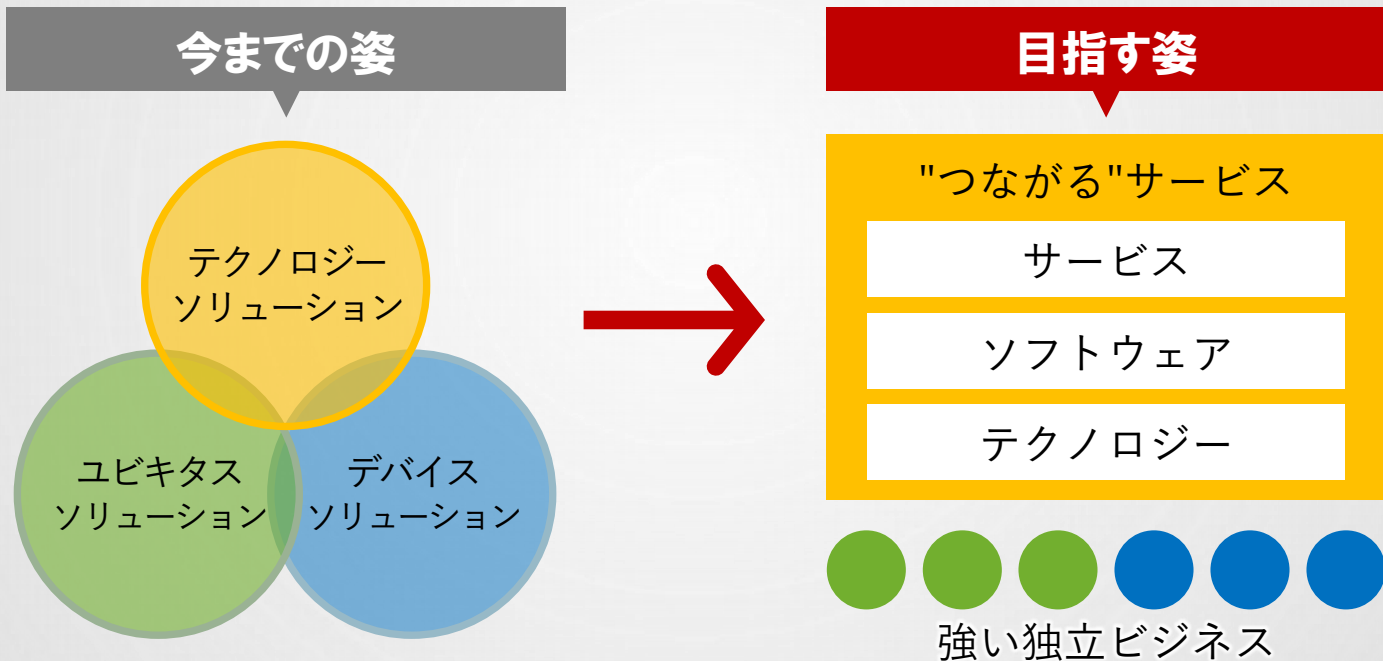 今までの姿
目指す姿
テクノロジー
ソリューション
ユビキタス
ソリューション
デバイス
ソリューション
"つながる"サービス
サービス
ソフトウェア
テクノロジー
強い独立ビジネス